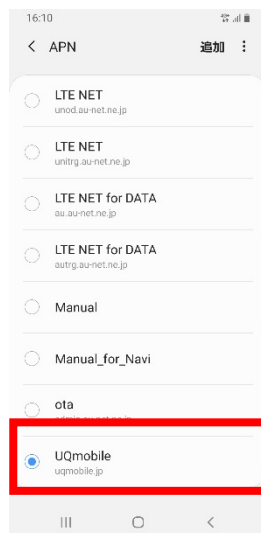 16:10
APN
追加
LTE NET
unod.au-net.ne.jp
LTE NET
unitrg.au-net.ne.jp
LTE NET for DATA
au.au-net.ne.jp
LTE NET for DATA
autrg.au-net.ne.jp
Manual
Manual_for_Navi
ota
UQmobile
uqmobile.jp